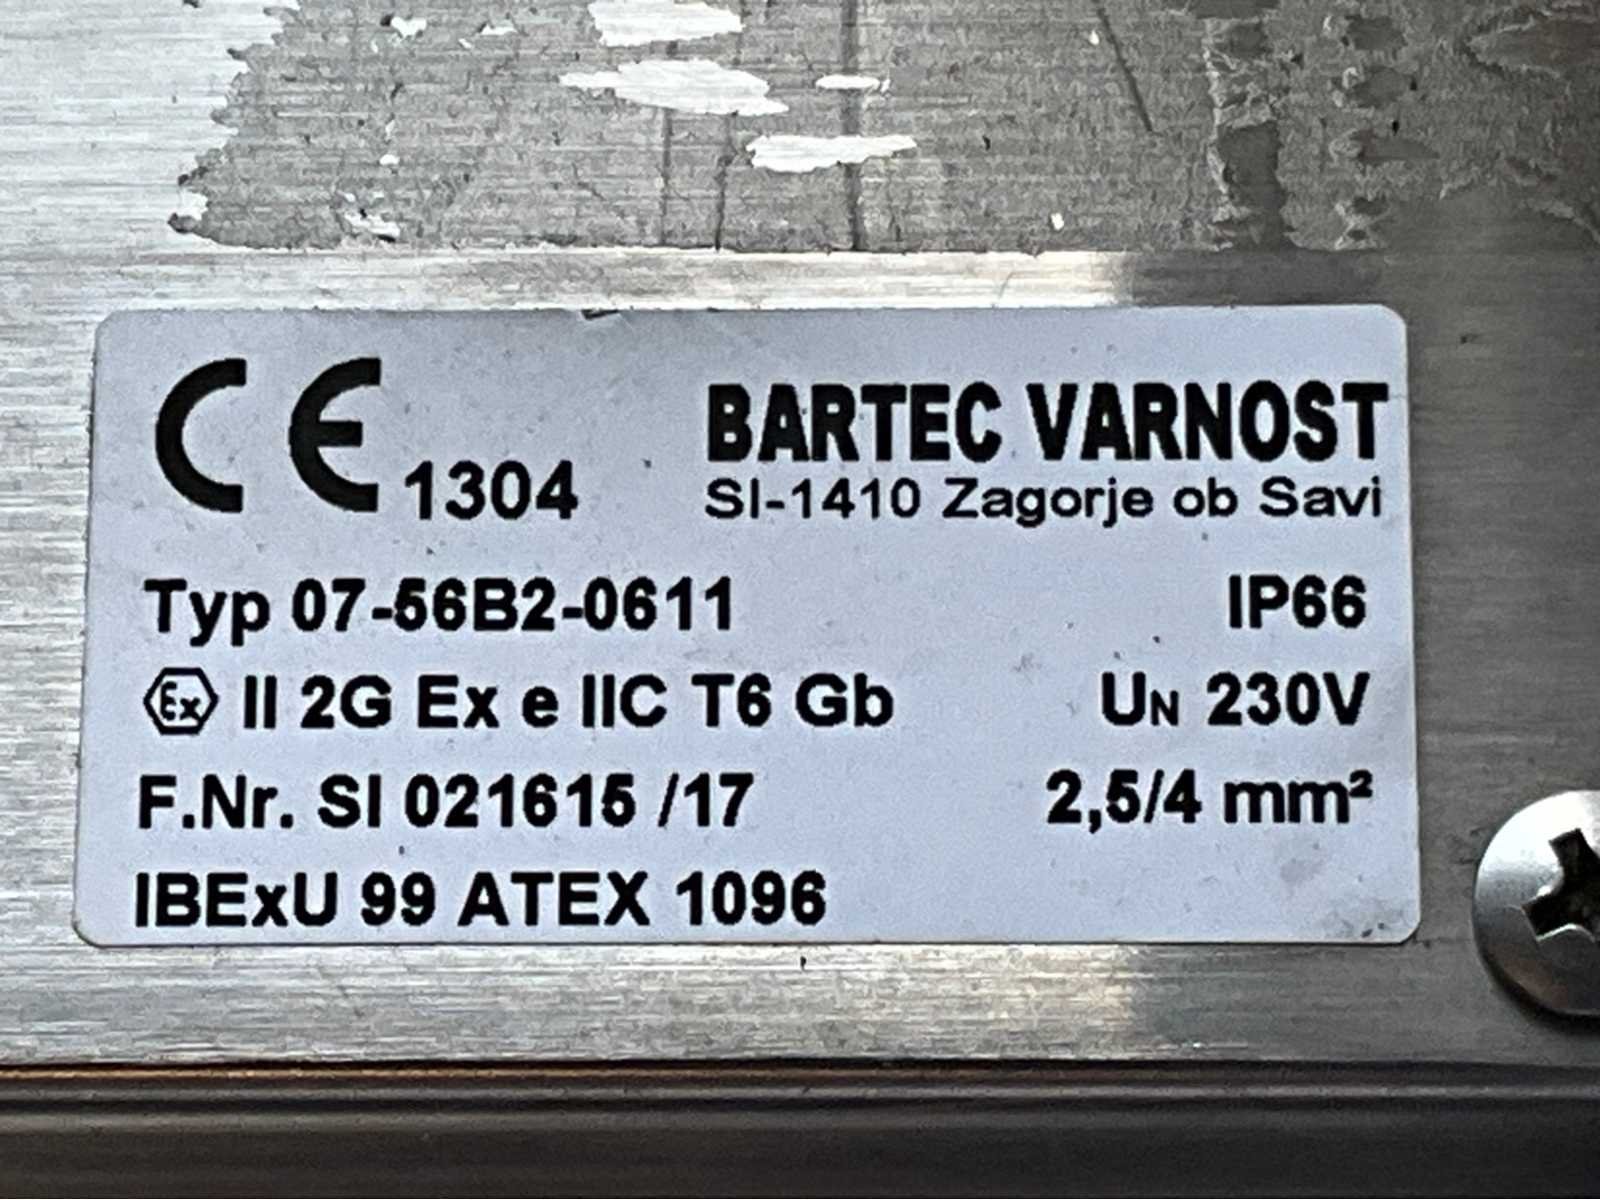 CE 1304
BARTEC VARNOST
SI-1410 Zagorje ob Savi
Typ 07-56B2-0611
IP66
Ex II 2G Ex e IIC T6 Gb
UN 230V
F.Nr. SI 021615 /17
2,5/4 mm²
IBExU 99 ATEX 1096